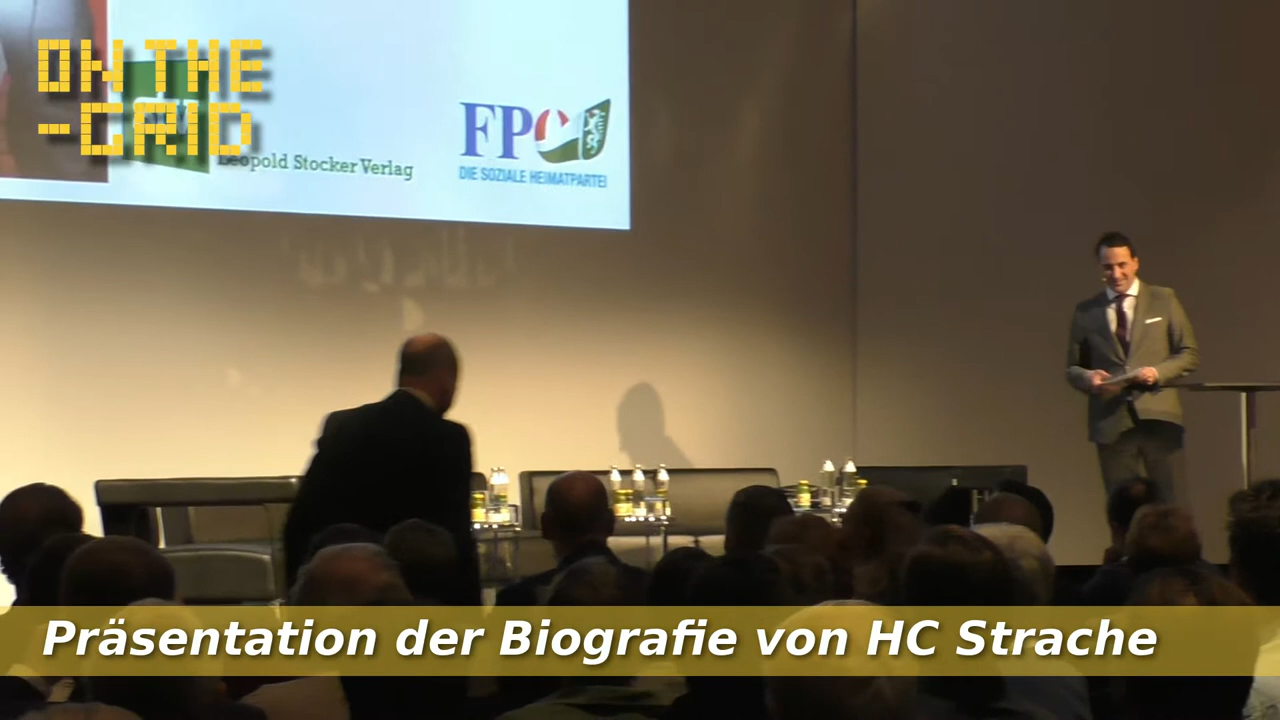 ON THE
-GRID
Leopold Stocker Verlag
FPÖ
DIE SOZIALE HEIMATPARTEI
Präsentation der Biografie von HC Strache